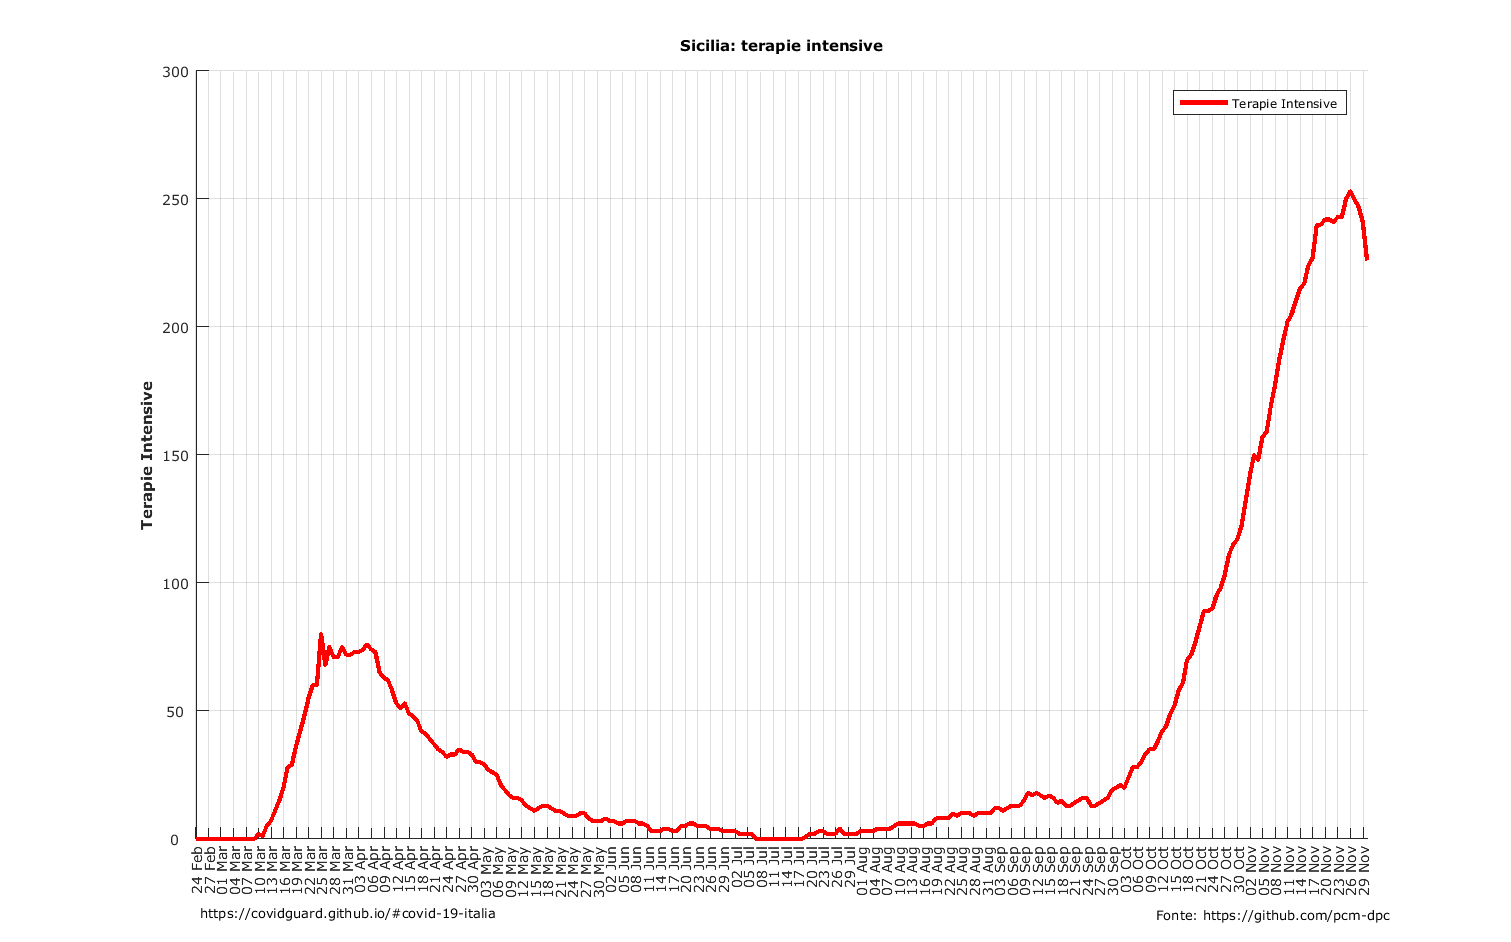 Sicilia: terapie intensive
Terapie Intensive
Terapie Intensive
300
250
200
150
100
50
0
24 Feb
27 Feb
01 Mar
04 Mar
07 Mar
10 Mar
13 Mar
16 Mar
19 Mar
22 Mar
25 Mar
28 Mar
31 Mar
03 Apr
06 Apr
09 Apr
12 Apr
15 Apr
18 Apr
21 Apr
24 Apr
27 Apr
30 Apr
03 May
06 May
09 May
12 May
15 May
18 May
21 May
24 May
27 May
30 May
02 Jun
05 Jun
08 Jun
11 Jun
14 Jun
17 Jun
20 Jun
23 Jun
26 Jun
29 Jun
02 Jul
05 Jul
08 Jul
11 Jul
14 Jul
17 Jul
20 Jul
23 Jul
26 Jul
29 Jul
01 Aug
04 Aug
07 Aug
10 Aug
13 Aug
16 Aug
19 Aug
22 Aug
25 Aug
28 Aug
31 Aug
03 Sep
06 Sep
09 Sep
12 Sep
15 Sep
18 Sep
21 Sep
24 Sep
27 Sep
30 Sep
03 Oct
06 Oct
09 Oct
12 Oct
15 Oct
18 Oct
21 Oct
24 Oct
27 Oct
30 Oct
02 Nov
05 Nov
08 Nov
11 Nov
14 Nov
17 Nov
20 Nov
23 Nov
26 Nov
29 Nov
https://covidguard.github.io/#covid-19-italia
Fonte: https://github.com/pcm-dpc